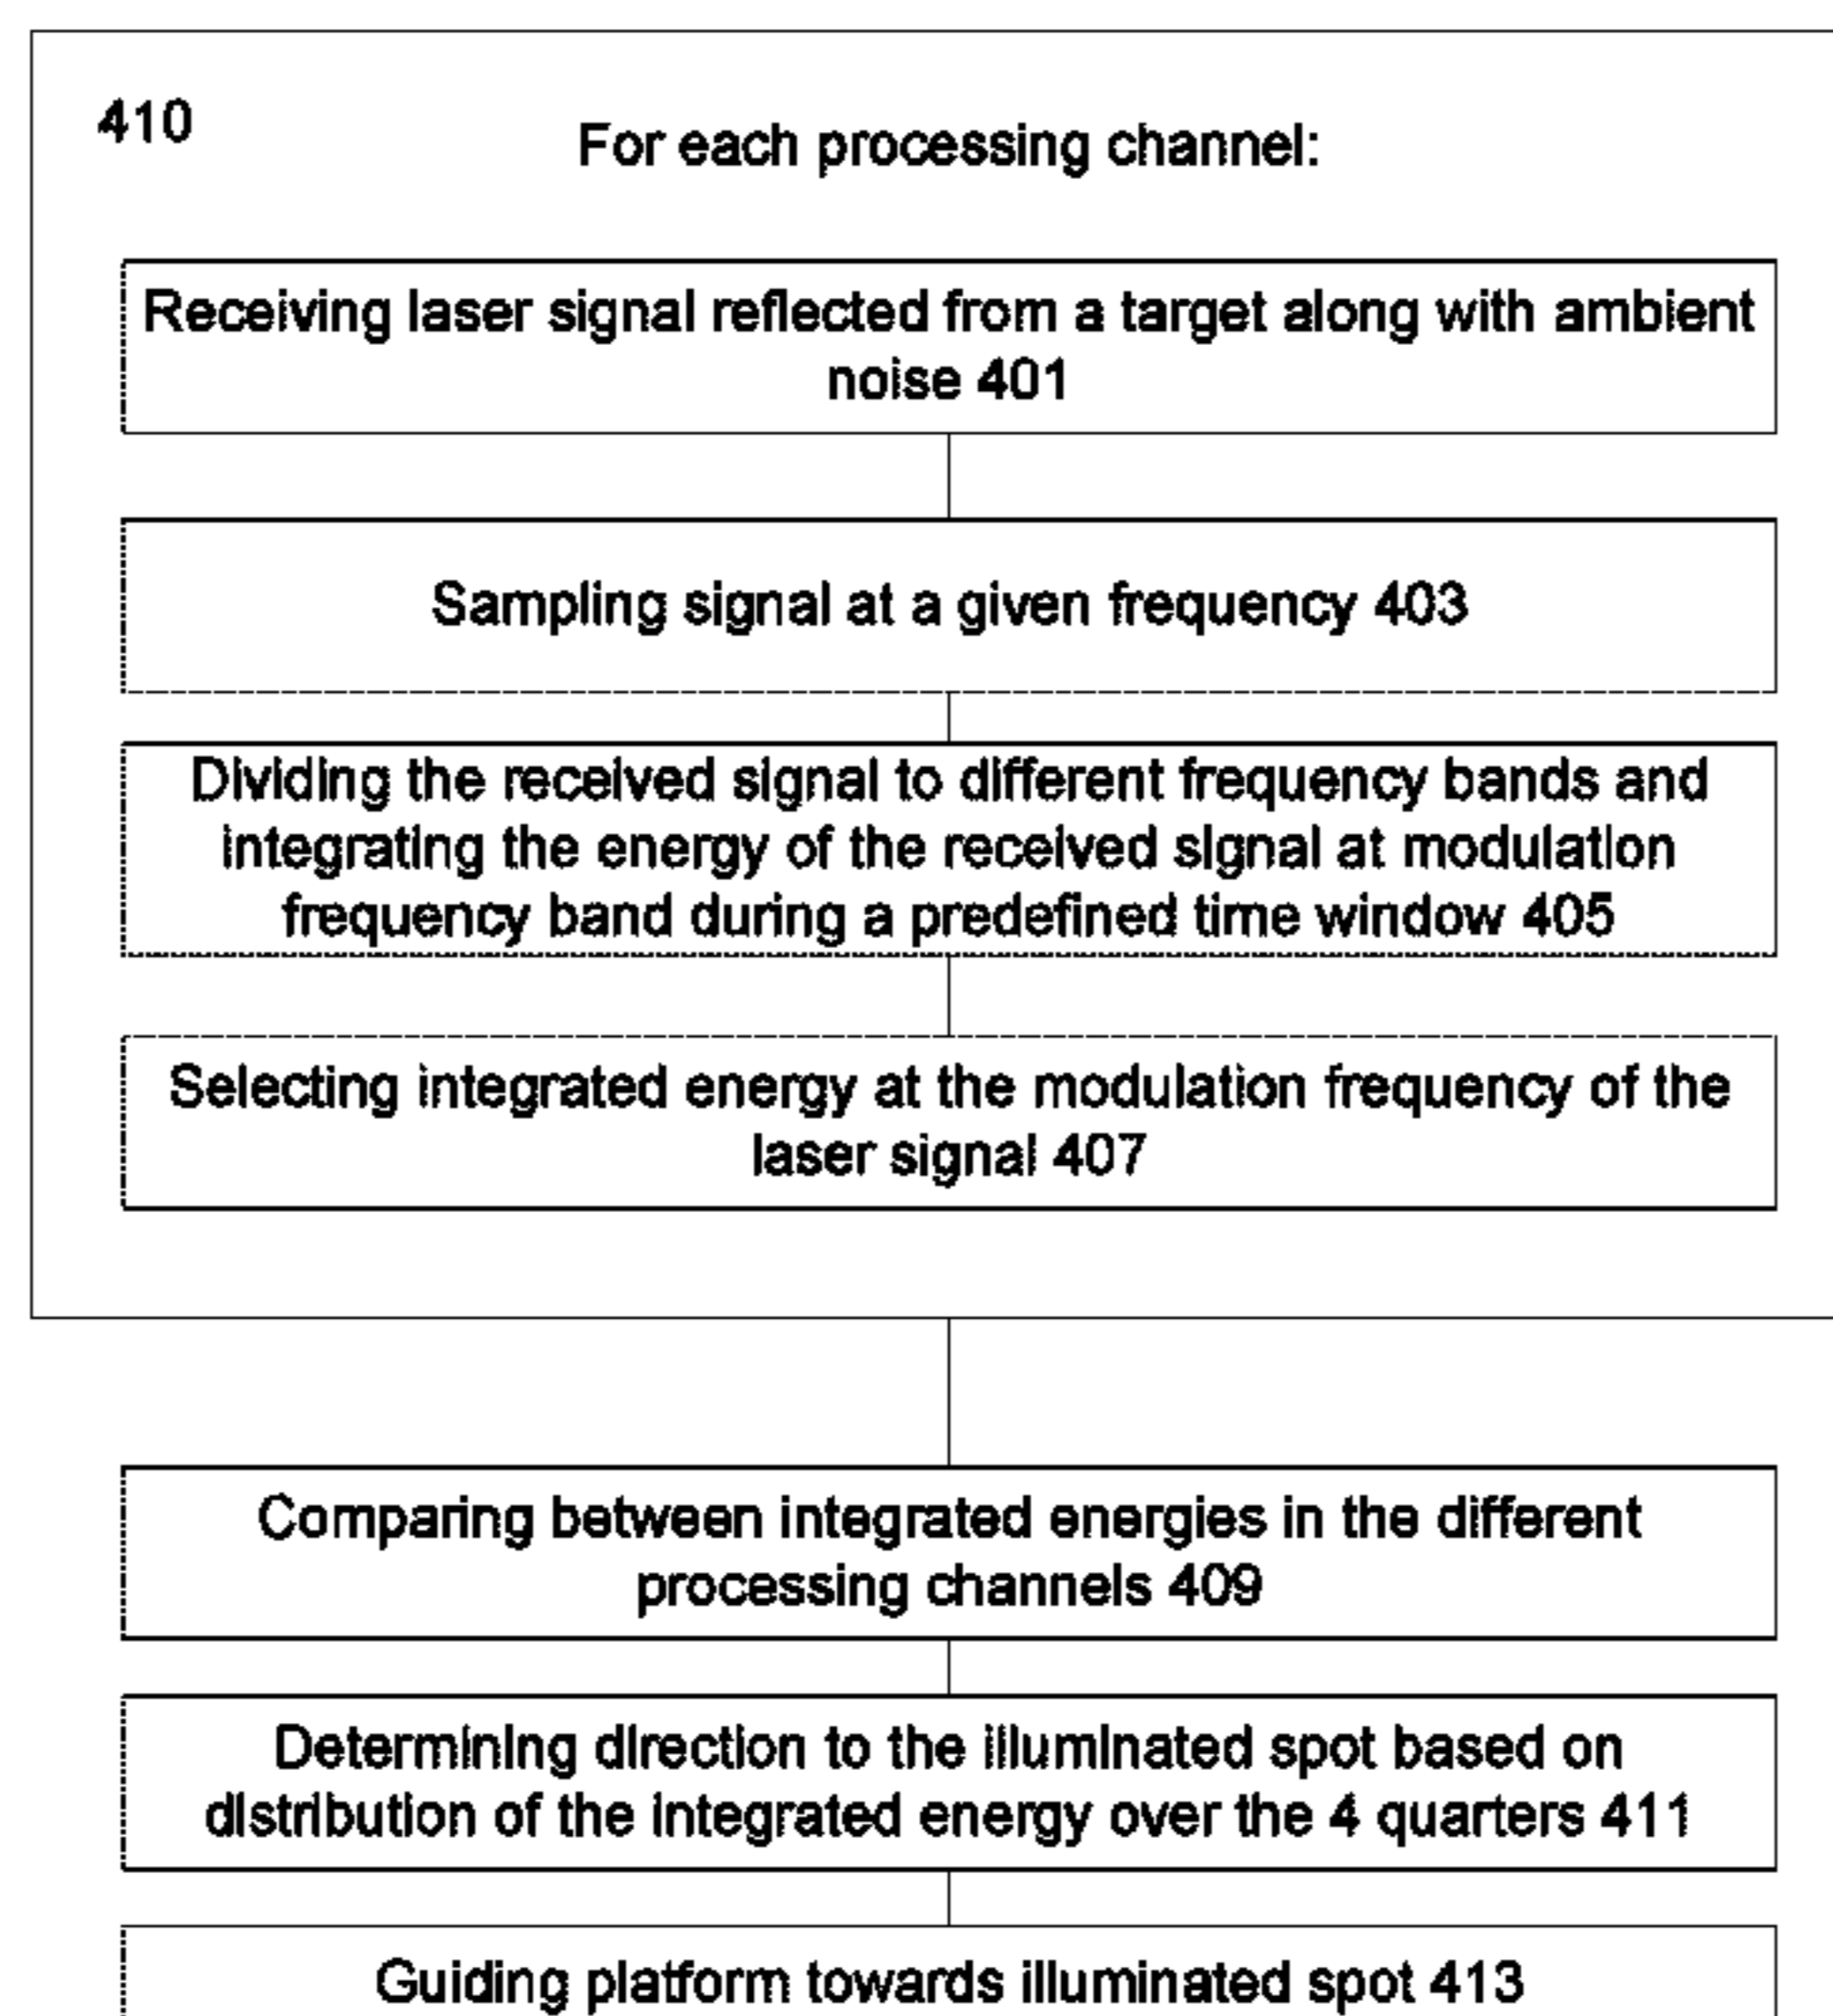 410
For each processing channel:
Receiving laser signal reflected from a target along with ambient
noise 401
Sampling signal at a given frequency 403
Dividing the received signal to different frequency bands and
integrating the energy of the received signal at modulation
frequency band during a predefined time window 405
Selecting integrated energy at the modulation frequency of the
laser signal 407
Comparing between integrated energies in the different
processing channels 409
Determining direction to the illuminated spot based on
distribution of the integrated energy over the 4 quarters 411
Guiding platform towards illuminated spot 413